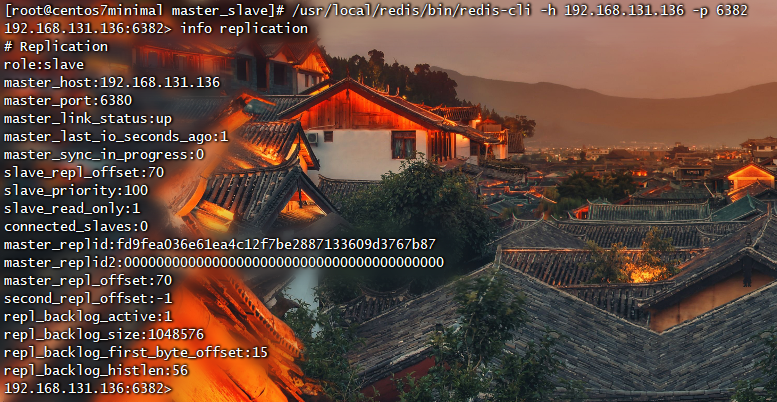 [root@centos7minimal master_slave]# /usr/local/redis/bin/redis-cli -h 192.168.131.136 -p 6382
192.168.131.136:6382> info replication
# Replication
role:slave
master_host:192.168.131.136
master_port:6380
master_link_status:up
master_last_io_seconds_ago:1
master_sync_in_progress:0
slave_repl_offset:70
slave_priority:100
slave_read_only:1
connected_slaves:0
master_replid:fd9fea036e61ea4c12f7be2887133609d3767b87
master_replid2:0000000000000000000000000000000000000000
master_repl_offset:70
second_repl_offset:-1
repl_backlog_active:1
repl_backlog_size:1048576
repl_backlog_first_byte_offset:15
repl_backlog_histlen:56
192.168.131.136:6382>